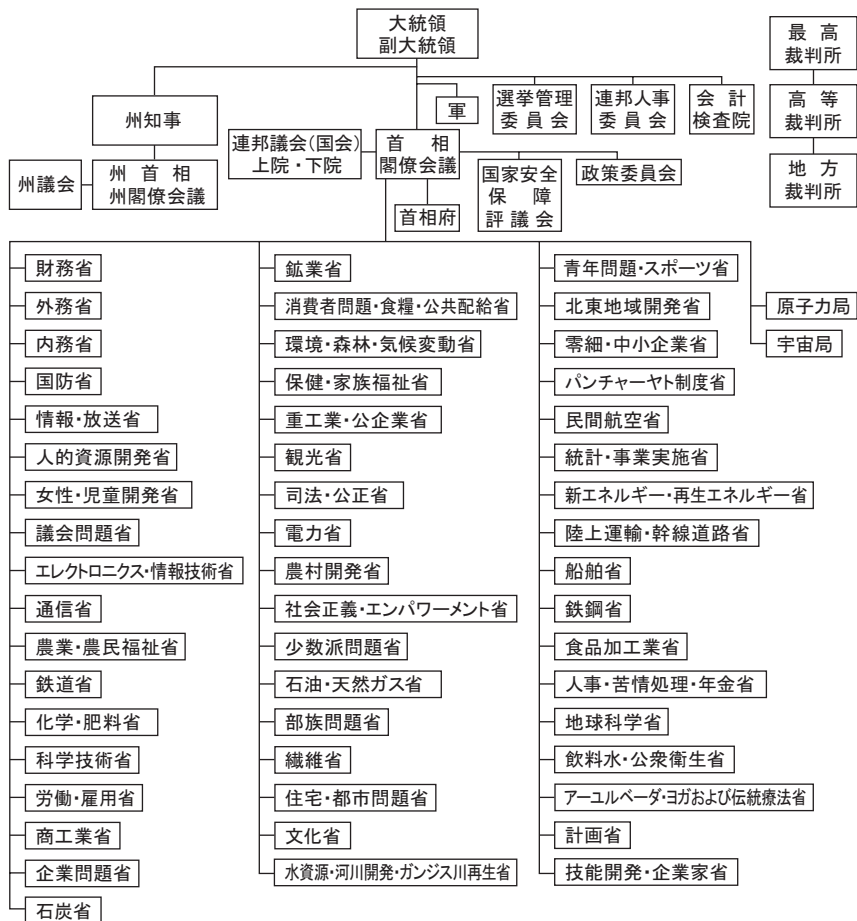 大統領
副大統領
最高
裁判所
州知事
軍
選挙管理
委員会
連邦人事
委員会
会計
検査院
高等
裁判所
連邦議会(国会)
上院・下院
首相
閣僚会議
州議会
州首相
州閣僚会議
国家安全
保障
評議会
政策委員会
地方
裁判所
首相府
財務省
外務省
内務省
国防省
情報・放送省
人的資源開発省
女性・児童開発省
議会問題省
エレクトロニクス・情報技術省
通信省
農業・農民福祉省
鉄道省
化学・肥料省
科学技術省
労働・雇用省
商工業省
企業問題省
石炭省
鉱業省
消費者問題・食糧・公共配給省
環境・森林・気候変動省
保健・家族福祉省
重工業・公企業省
観光省
司法・公正省
電力省
農村開発省
社会正義・エンパワーメント省
少数派問題省
石油・天然ガス省
部族問題省
繊維省
住宅・都市問題省
文化省
水資源・河川開発・ガンジス川再生省
青年問題・スポーツ省
北東地域開発省
零細・中小企業省
パンチャーヤト制度省
民間航空省
統計・事業実施省
新エネルギー・再生エネルギー省
陸上運輸・幹線道路省
船舶省
鉄鋼省
食品加工業省
人事・苦情処理・年金省
地球科学省
飲料水・公衆衛生省
アーユルベーダ・ヨガおよび伝統療法省
計画省
技能開発・企業家省
原子力局
宇宙局